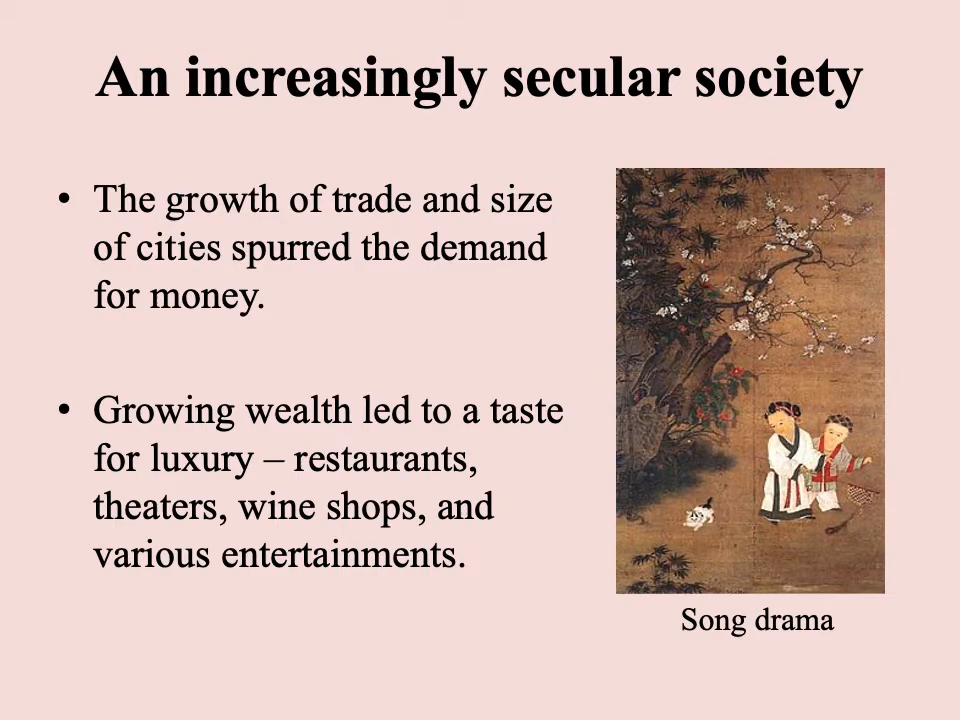 An increasingly secular society
• The growth of trade and size
of cities spurred the demand
for money.
• Growing wealth led to a taste
for luxury – restaurants,
theaters, wine shops, and
various entertainments.
Song drama